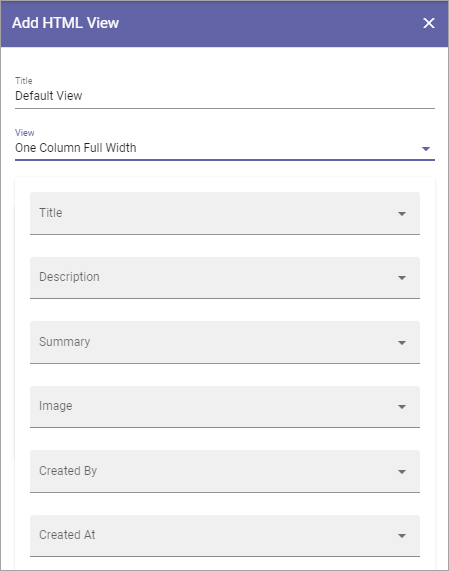 Add HTML View
Title
Default View
View
One Column Full Width
Title
Description
Summary
Image
Created By
Created At